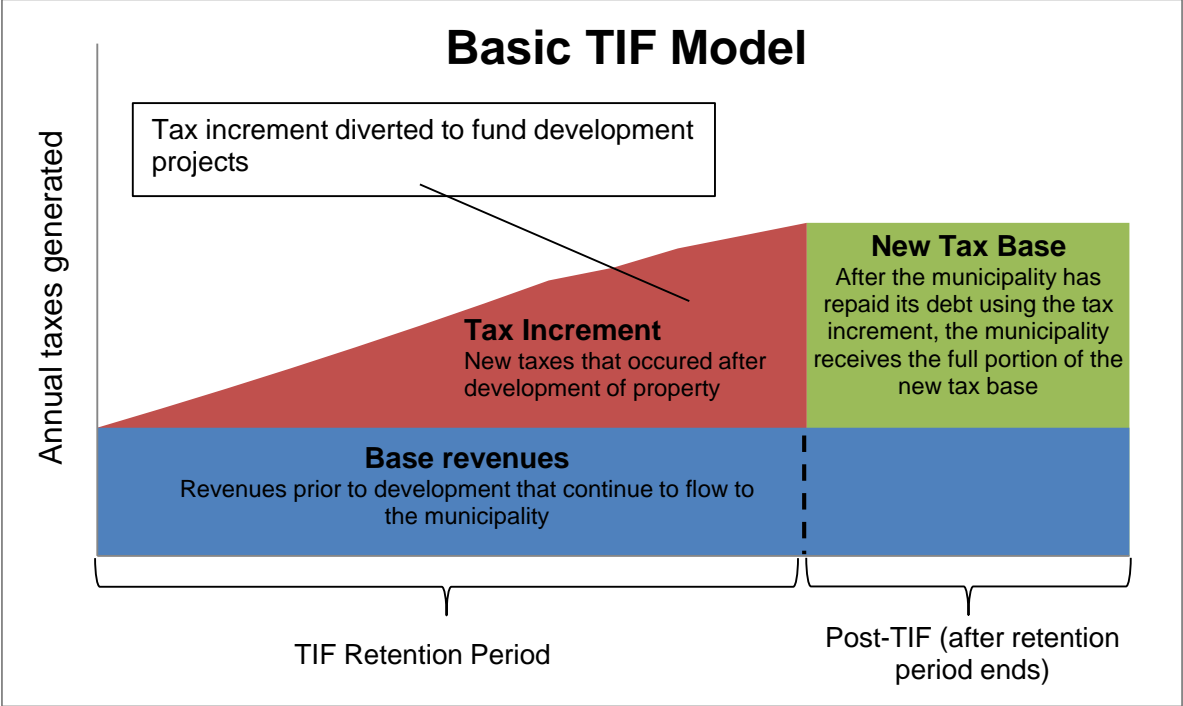 Basic TIF Model
Tax increment diverted to fund development
projects
Annual taxes generated
Tax Increment
New taxes that occured after
development of property
New Tax Base
After the municipality has
repaid its debt using the tax
increment, the municipality
receives the full portion of the
new tax base
Base revenues
Revenues prior to development that continue to flow to
the municipality
TIF Retention Period
Post-TIF (after retention
period ends)